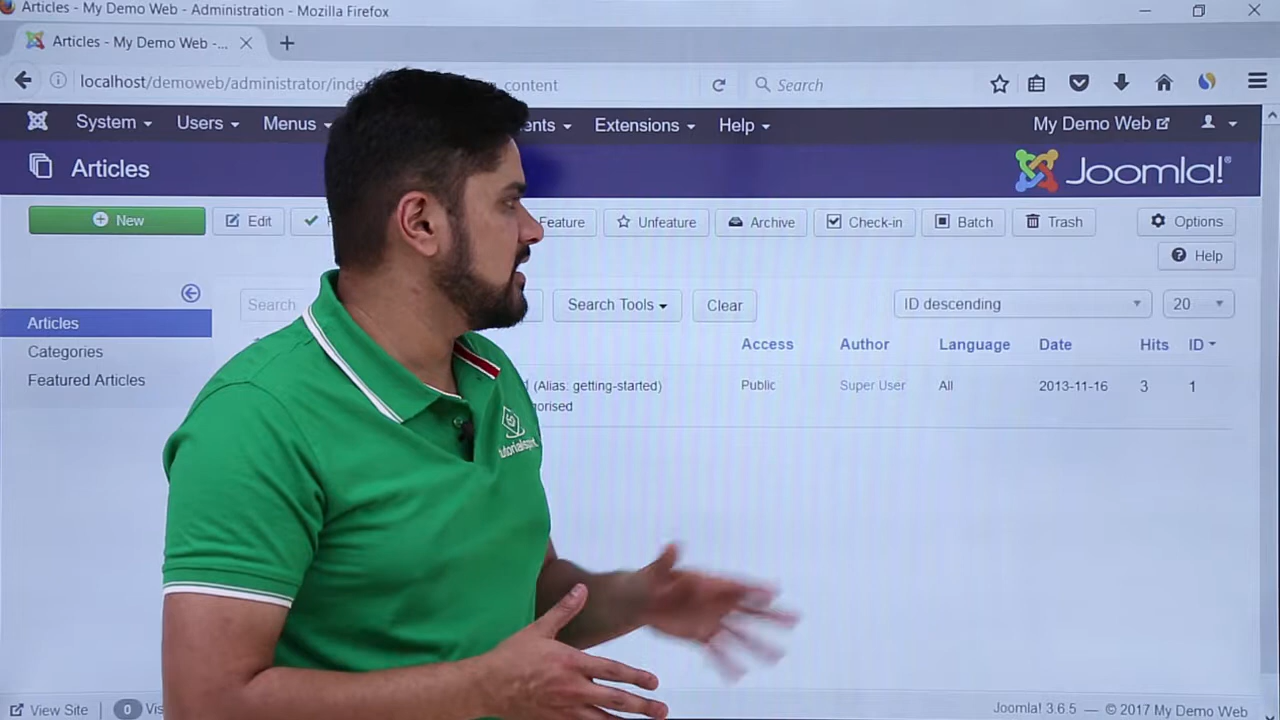 Articles - My Demo Web - Administration - Mozilla Firefox
Articles - My Demo Web -...
localhost/demoweb/administrator/inde content
Search
System Users Menus ents Extensions Help My Demo Web
Articles Joomla!®
New Edit Feature Unfeature Archive Check-in Batch Trash Options
Help
Search Search Tools Clear ID descending 20
Articles
Categories
Featured Articles
Access Author Language Date Hits ID
(Alias: getting-started) Public Super User All 2013-11-16 3 1
orised
tutorialspoint
View Site 0 Vis Joomla! 3.6.5 — © 2017 My Demo Web